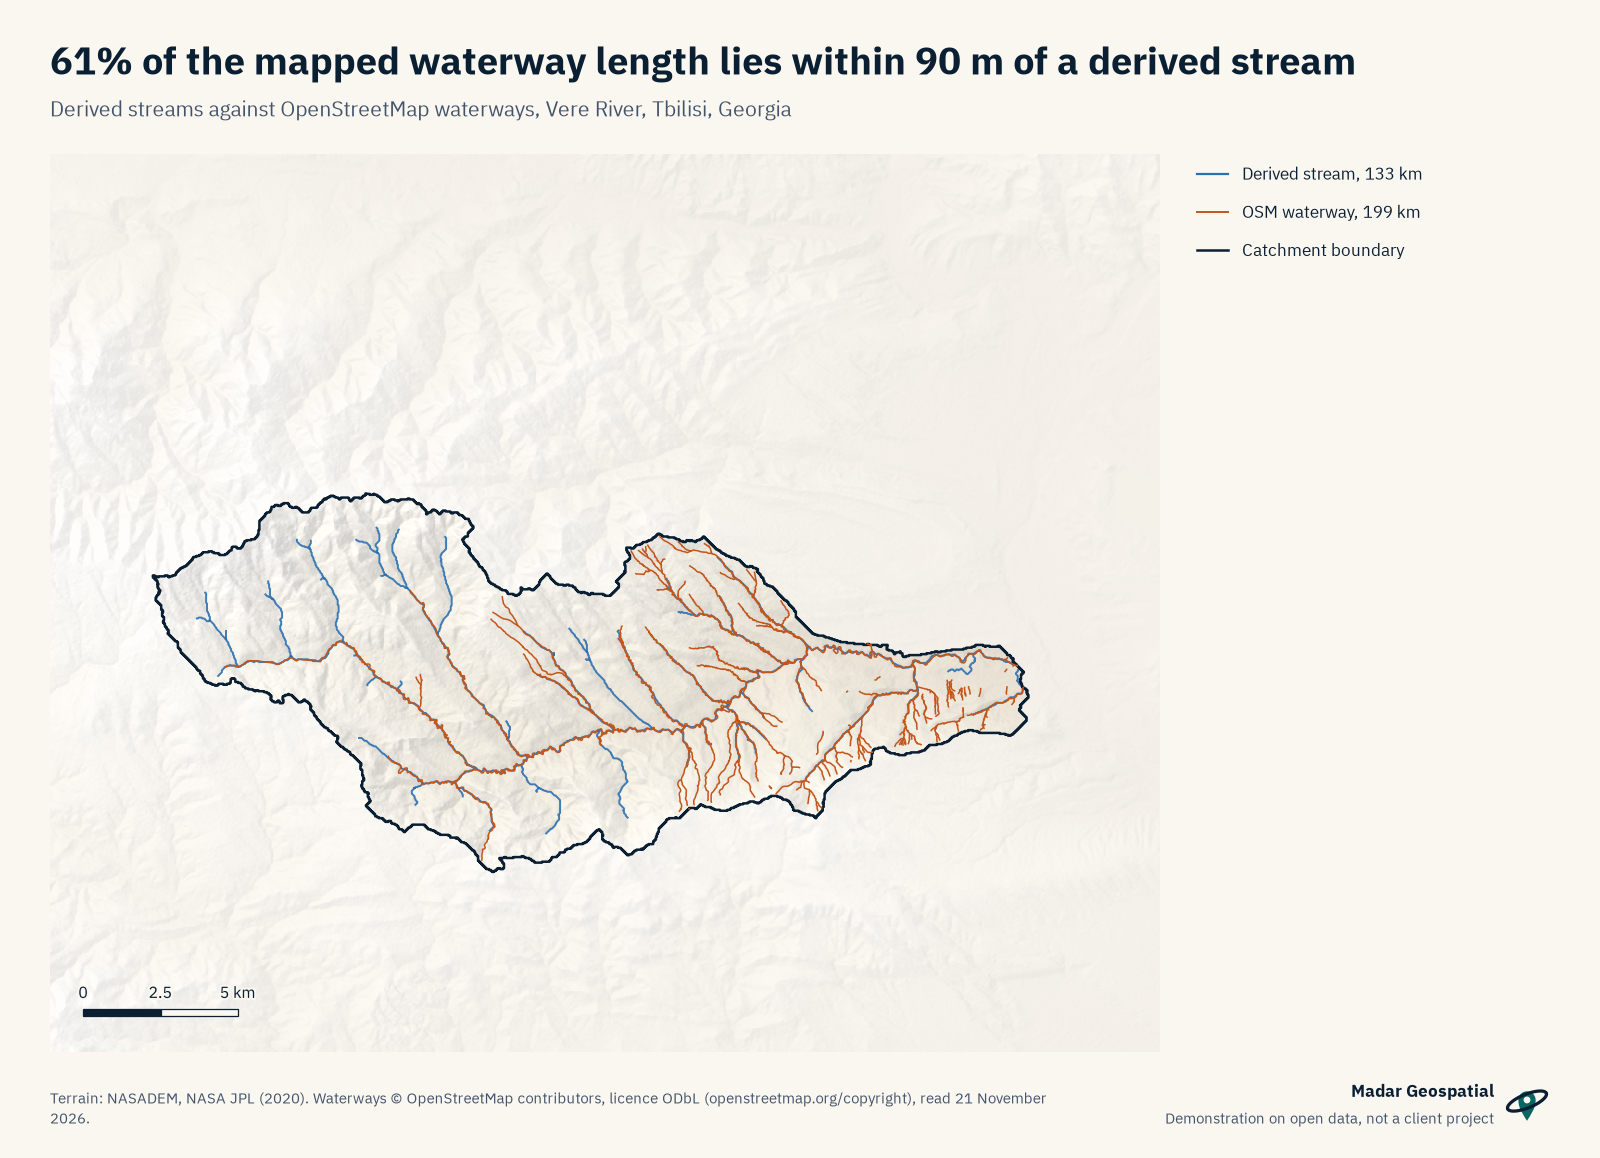 61% of the mapped waterway length lies within 90 m of a derived stream
Derived streams against OpenStreetMap waterways, Vere River, Tbilisi, Georgia
Derived stream, 133 km
OSM waterway, 199 km
Catchment boundary
0 2.5 5 km
Terrain: NASADEM, NASA JPL (2020). Waterways © OpenStreetMap contributors, licence ODbL (openstreetmap.org/copyright), read 21 November
2026.
Madar Geospatial
Demonstration on open data, not a client project